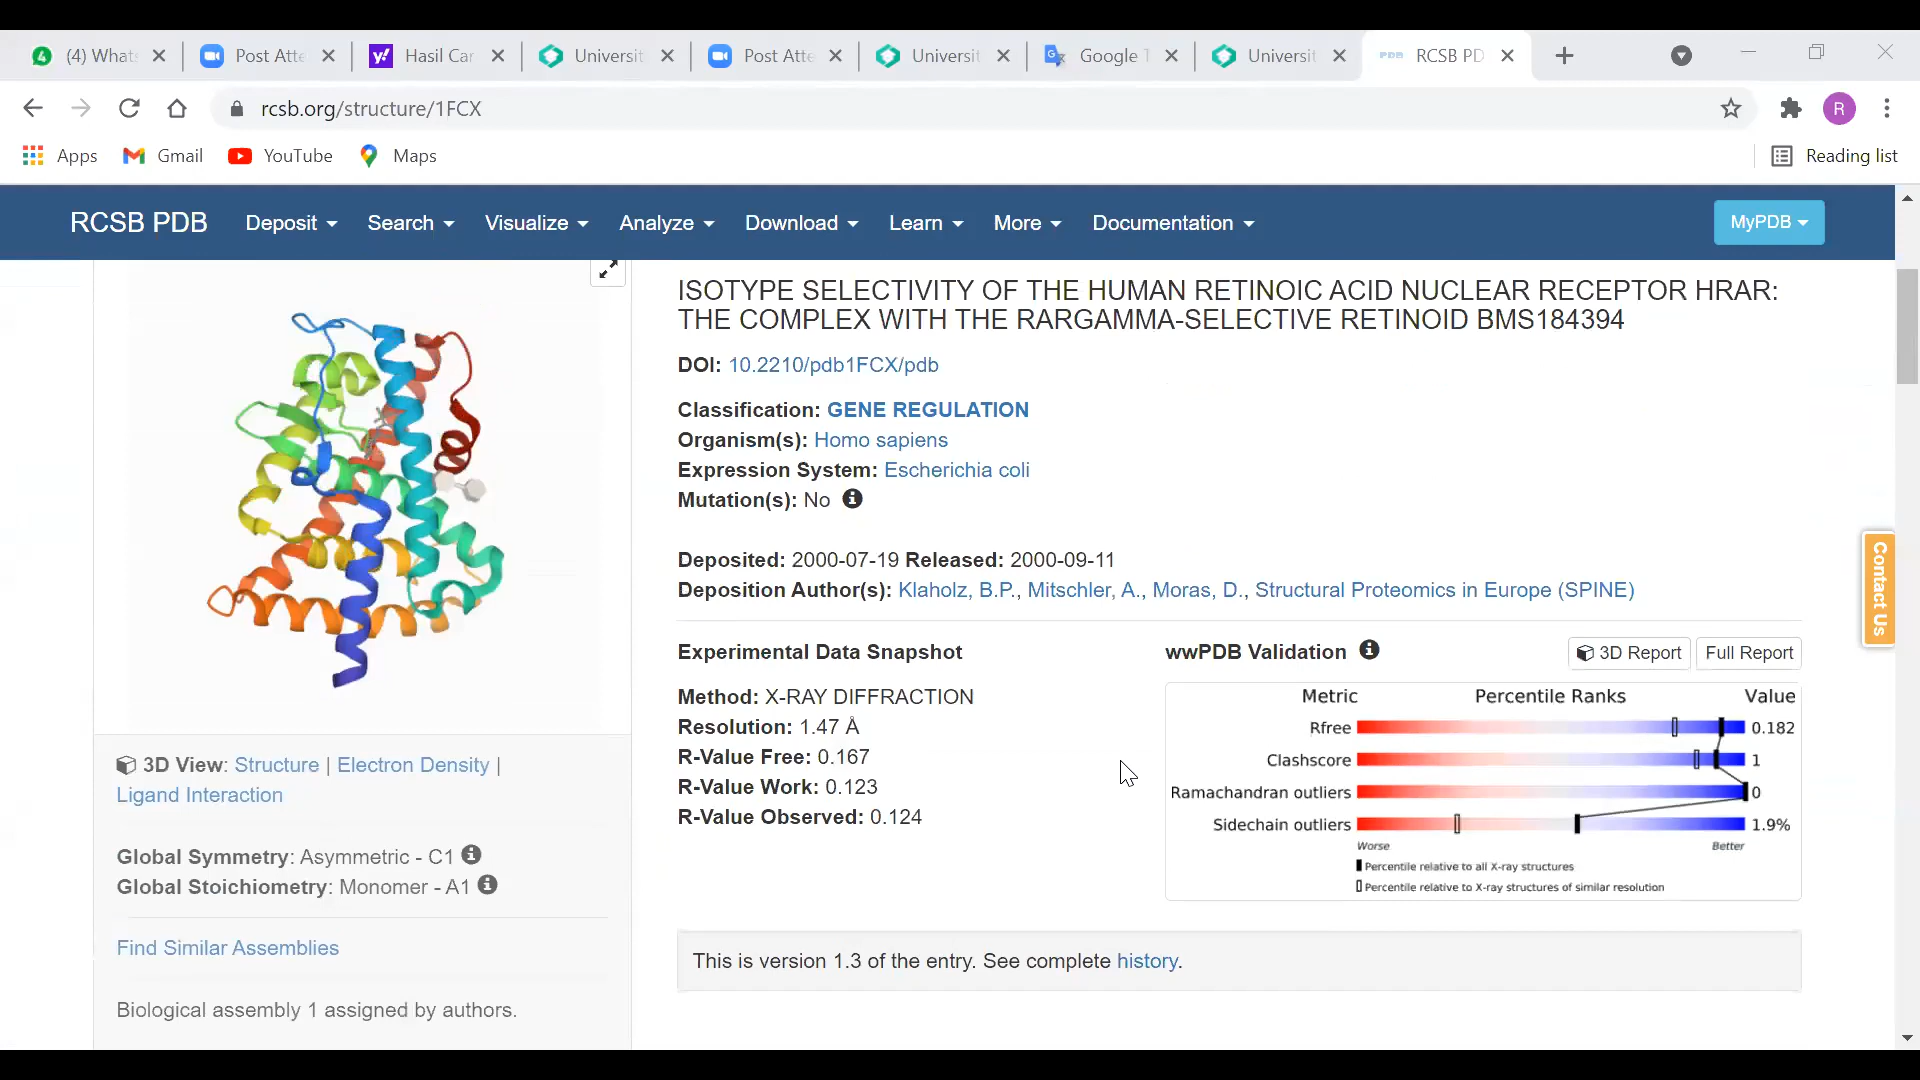 (4) Whats
Post Atte
Hasil Car
Universit
Post Atte
Universit
Google T
Universit
RCSB PD
rcsb.org/structure/1FCX
R
Apps
Gmail
YouTube
Maps
Reading list
RCSB PDB
Deposit
Search
Visualize
Analyze
Download
Learn
More
Documentation
MyPDB
ISOTYPE SELECTIVITY OF THE HUMAN RETINOIC ACID NUCLEAR RECEPTOR HRAR:
THE COMPLEX WITH THE RARGAMMA-SELECTIVE RETINOID BMS184394
DOI: 10.2210/pdb1FCX/pdb
Classification: GENE REGULATION
Organism(s): Homo sapiens
Expression System: Escherichia coli
Mutation(s): No
Deposited: 2000-07-19 Released: 2000-09-11
Deposition Author(s): Klaholz, B.P., Mitschler, A., Moras, D., Structural Proteomics in Europe (SPINE)
Experimental Data Snapshot
Method: X-RAY DIFFRACTION
Resolution: 1.47 Å
R-Value Free: 0.167
R-Value Work: 0.123
R-Value Observed: 0.124
wwPDB Validation
3D Report
Full Report
Metric Percentile Ranks Value
Rfree 0.182
Clashscore 1
Ramachandran outliers 0
Sidechain outliers 1.9%
Worse Better
Percentile relative to all X-ray structures
Percentile relative to X-ray structures of similar resolution
This is version 1.3 of the entry. See complete history.
3D View: Structure | Electron Density |
Ligand Interaction
Global Symmetry: Asymmetric - C1
Global Stoichiometry: Monomer - A1
Find Similar Assemblies
Biological assembly 1 assigned by authors.
Contact Us